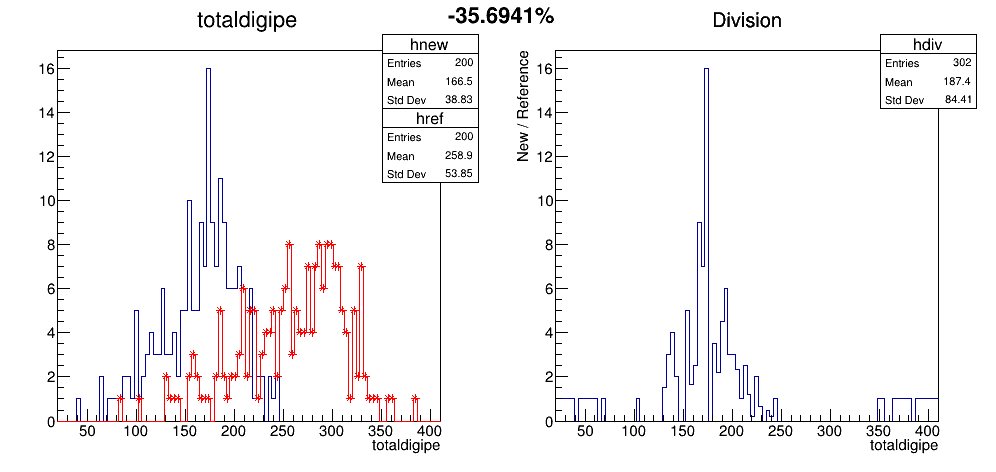 -35.6941%
totaldigipe
hnew
Entries 200
Mean 166.5
Std Dev 38.83
href
Entries 200
Mean 258.9
Std Dev 53.85
16
14
12
10
8
6
4
2
0
50 100 150 200 250 300 350 400
totaldigipe
Division
hdiv
Entries 302
Mean 187.4
Std Dev 84.41
New / Reference
16
14
12
10
8
6
4
2
0
50 100 150 200 250 300 350 400
totaldigipe